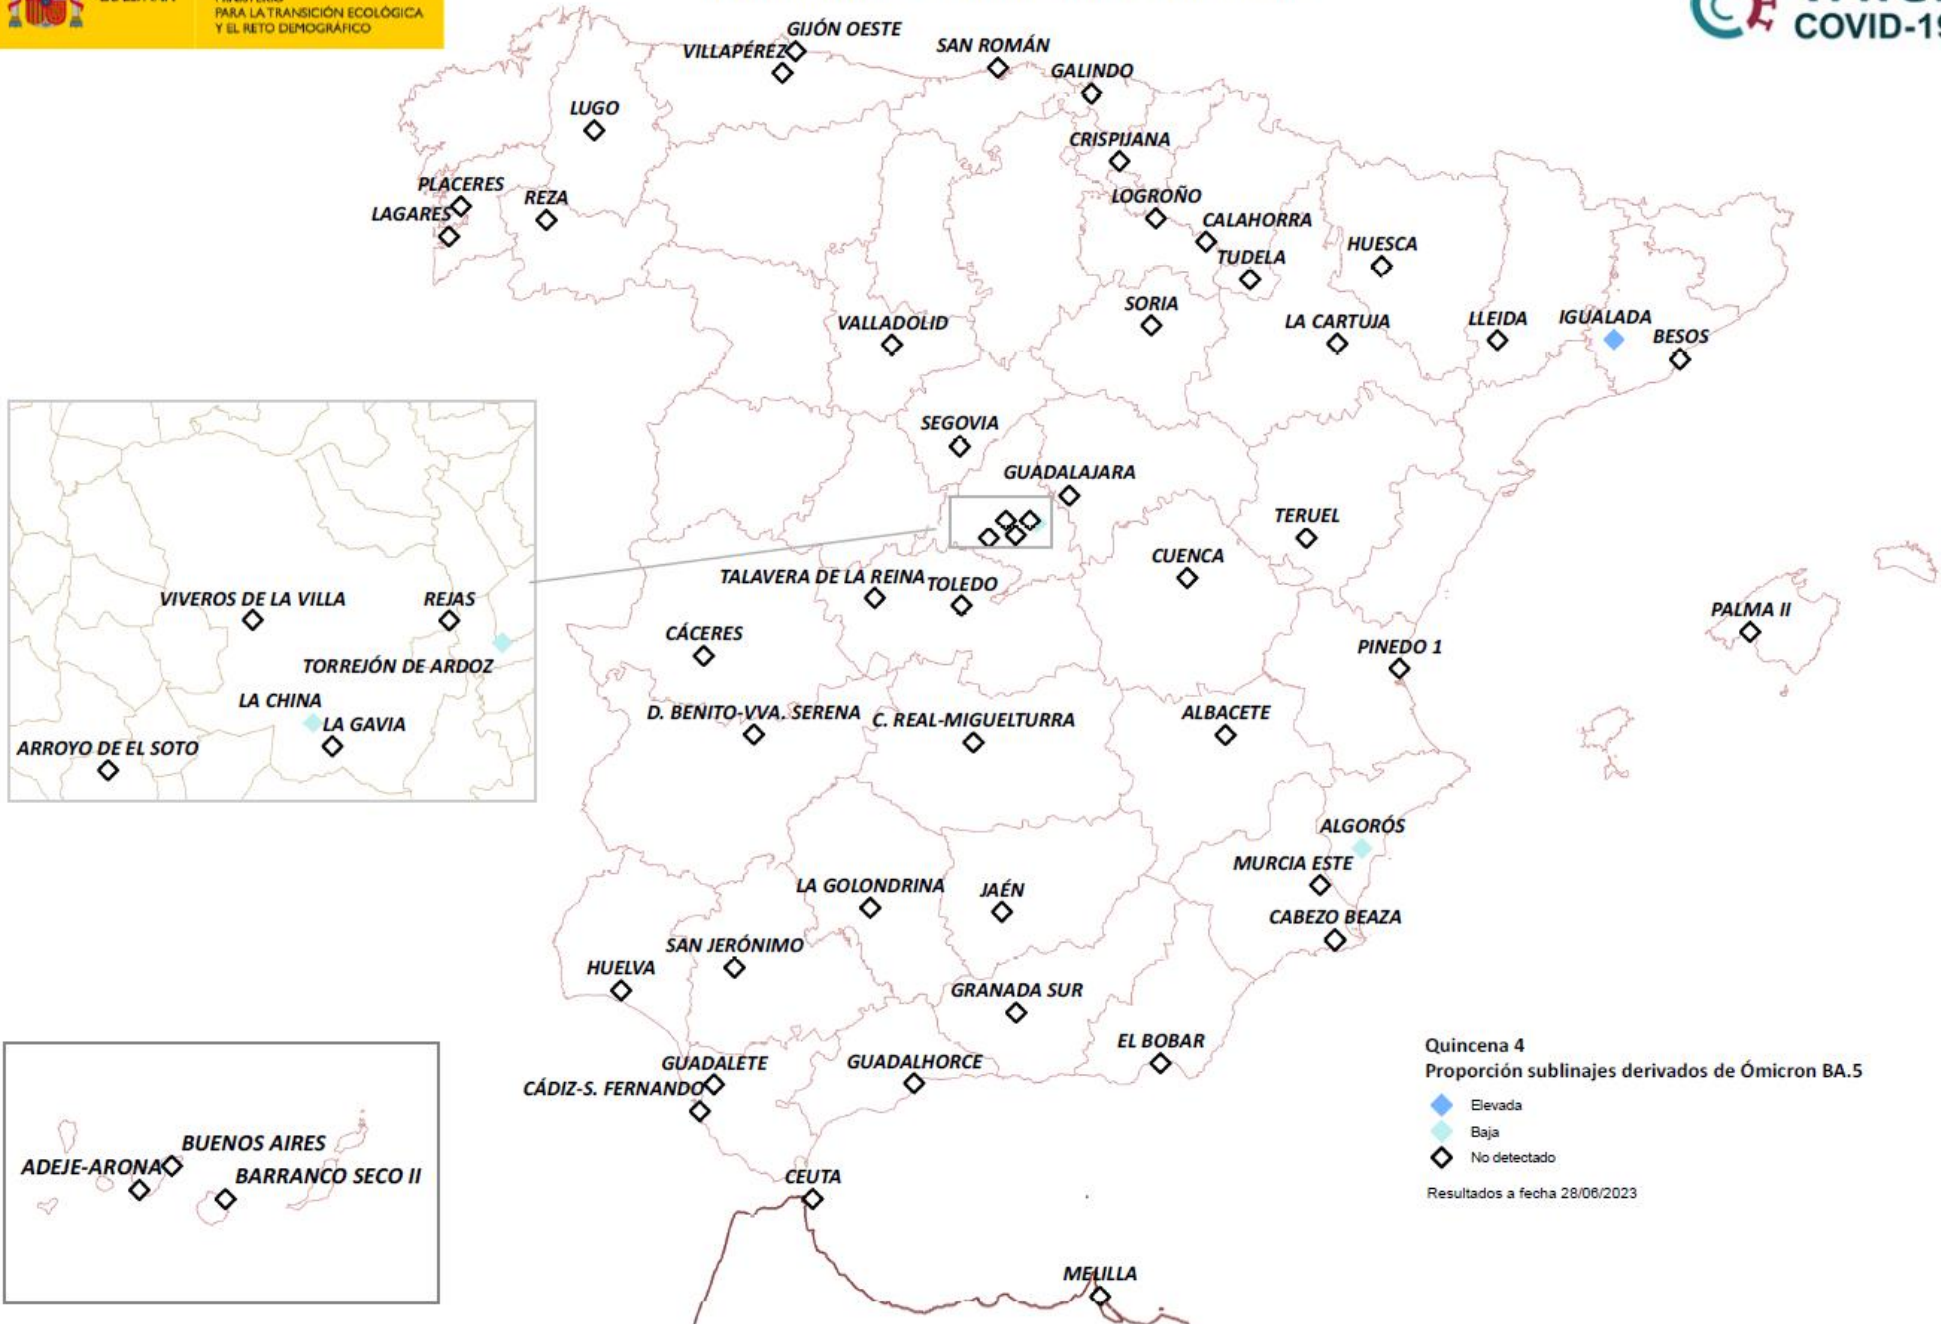 PARA LA TRANSICIÓN ECOLÓGICA
Y EL RETO DEMOGRÁFICO
COVID-19
GIJÓN OESTE
VILLAPÉREZ
SAN ROMÁN
GALINDO
LUGO
CRISPIJANA
PLACERES
REZA
LOGROÑO
LAGARES
CALAHORRA
HUESCA
TUDELA
SORIA
VALLADOLID
LA CARTUJA
LLEIDA
IGUALADA
BESOS
SEGOVIA
GUADALAJARA
TERUEL
CUENCA
TALAVERA DE LA REINA
TOLEDO
PALMA II
CÁCERES
PINEDO 1
D. BENITO-VVA. SERENA
C. REAL-MIGUELTURRA
ALBACETE
ALGORÓS
MURCIA ESTE
LA GOLONDRINA
JAÉN
CABEZO BEAZA
SAN JERÓNIMO
HUELVA
GRANADA SUR
EL BOBAR
GUADALETE
GUADALHORCE
CÁDIZ-S. FERNANDO
CEUTA
MELILLA
VIVEROS DE LA VILLA
REJAS
TORREJÓN DE ARDOZ
LA CHINA
LA GAVIA
ARROYO DE EL SOTO
BUENOS AIRES
ADEJE-ARONA
BARRANCO SECO II
Quincena 4
Proporción sublinajes derivados de Ómicron BA.5
Elevada
Baja
No detectado
Resultados a fecha 28/06/2023